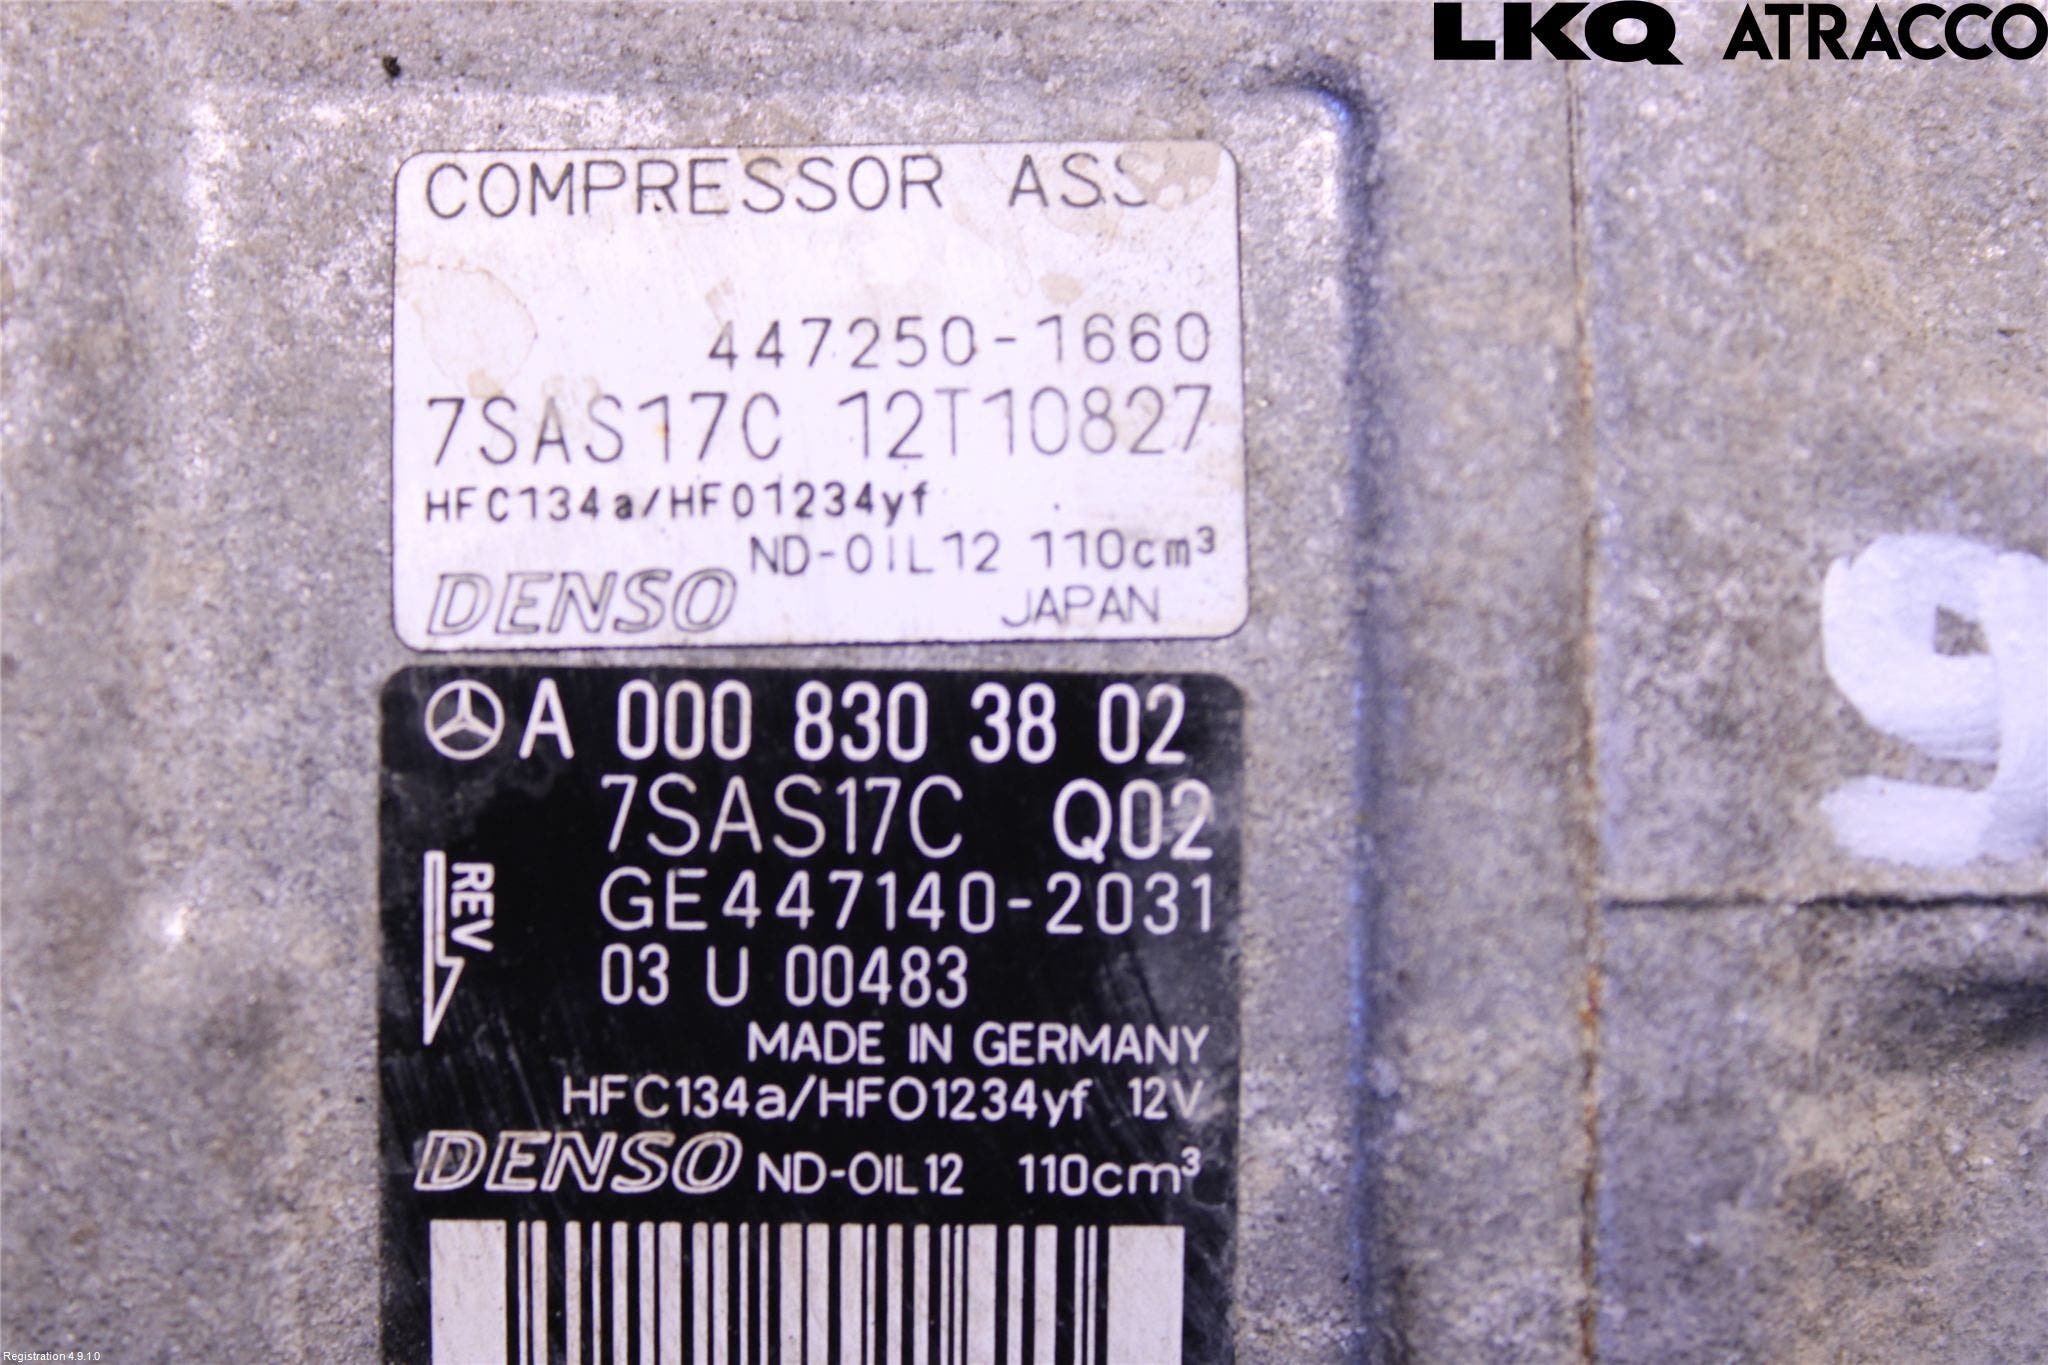 LKQ ATRACCO
COMPRESSOR
447250-1660
7SAS17C 12T10827
HFC134a/HFO1234yf
ND-OIL12 110cm³
DENSO JAPAN
A 000 830 38 02
7SAS17C Q02
REV
GE447140-2031
03 U 00483
MADE IN GERMANY
HFC134a/HFO1234yf 12V
DENSO ND-OIL12 110cm³
9
Registration 4.9.1.0